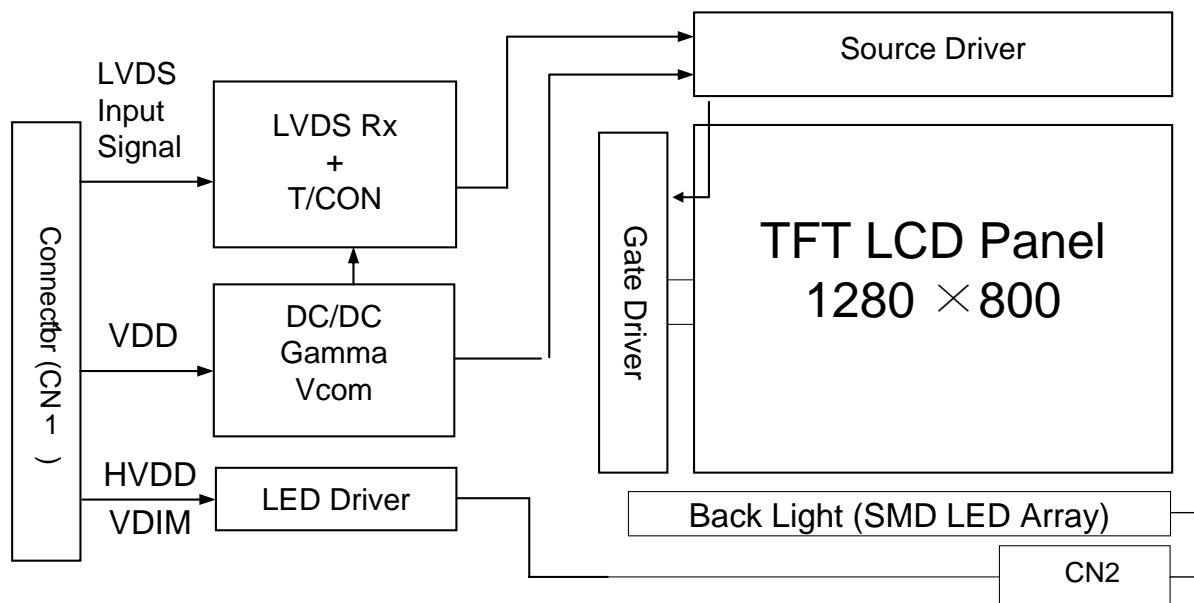 Source Driver
LVDS
Input
Signal
LVDS Rx
+
T/CON
Connector (CN1)
Gate Driver
TFT LCD Panel
1280 ×800
VDD
DC/DC
Gamma
Vcom
HVDD
VDIM
LED Driver
Back Light (SMD LED Array)
CN2